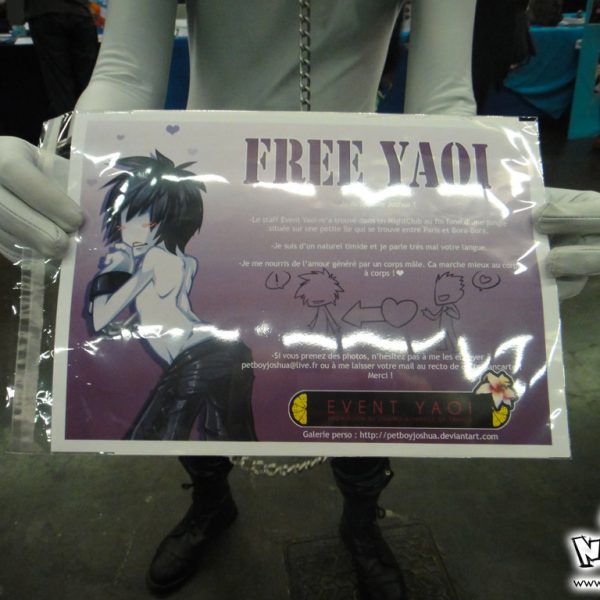 FREE YAOI
-Le staff Event Yaoi m'a trouvé dans un NightClub au fin fond d'une jungle
située sur une petite île qui se trouve entre Paris et Bora Bora.
-Je suis d'un naturel timide et je parle très mal votre langue.
-Je me nourris de l'amour généré par un corps mâle. Ca marche mieux au corps
à corps !♥
-Si vous prenez des photos, n'hésitez pas à me les envoyer à
petboyjoshua@live.fr ou à me laisser votre mail au recto de
Merci !
EVENT YAOI
Galerie perso : http://petboyjoshua.deviantart.com
www.